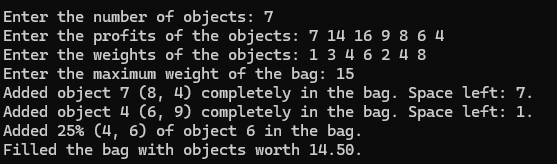 Enter the number of objects: 7
Enter the profits of the objects: 7 14 16 9 8 6 4
Enter the weights of the objects: 1 3 4 6 2 4 8
Enter the maximum weight of the bag: 15
Added object 7 (8, 4) completely in the bag. Space left: 7.
Added object 4 (6, 9) completely in the bag. Space left: 1.
Added 25% (4, 6) of object 6 in the bag.
Filled the bag with objects worth 14.50.